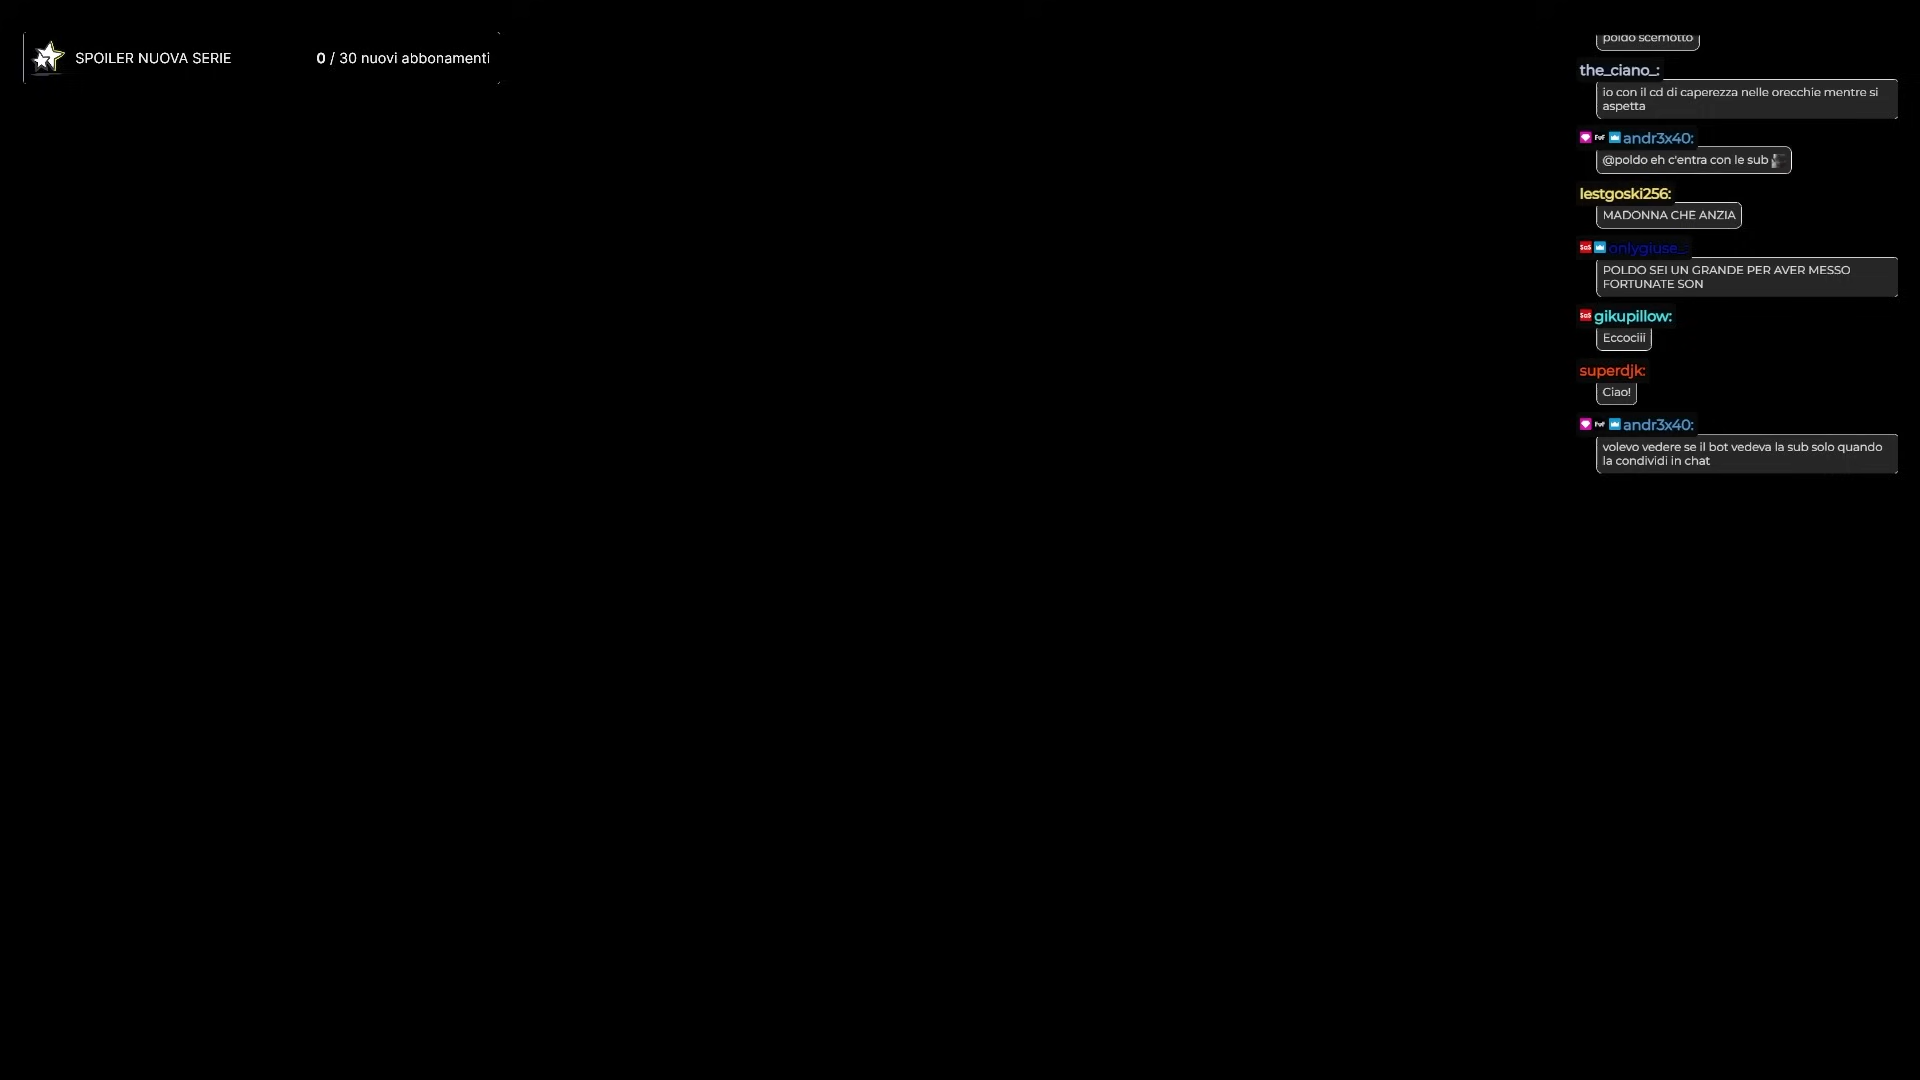 SPOILER NUOVA SERIE
0 / 30 nuovi abbonamenti
poldo scemotto
the_ciano_:
io con il cd di caperezza nelle orecchie mentre si
aspetta
andr3x40:
@poldo eh c'entra con le sub
lestgoski256:
MADONNA CHE ANZIA
onlygiuse_:
POLDO SEI UN GRANDE PER AVER MESSO
FORTUNATE SON
gikupillow:
Eccociii
superdjk:
Ciao!
andr3x40:
volevo vedere se il bot vedeva la sub solo quando
la condividi in chat